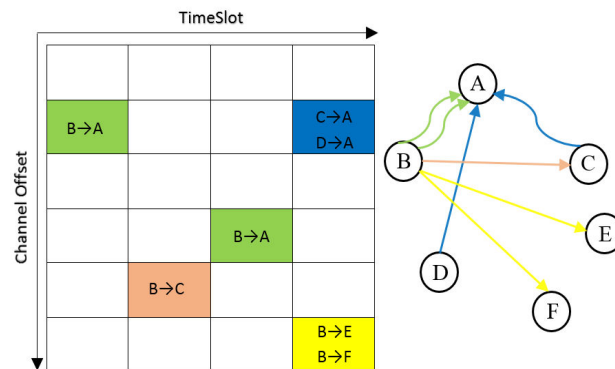 TimeSlot
Channel Offset
B→A
C→A
D→A
B→A
B→C
B→E
B→F
A
B
C
E
D
F